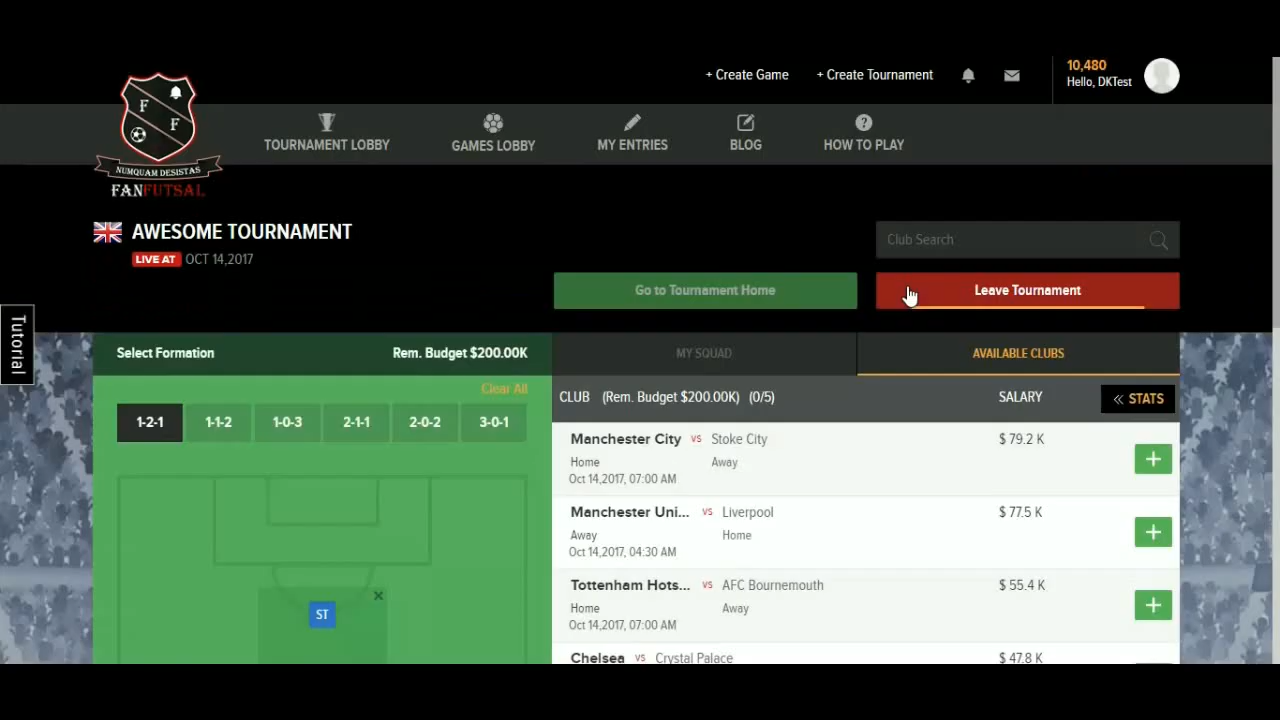 + Create Game
+ Create Tournament
10,480
Hello, DKTest
F
F
NUMQUAM DESISTAS
FANFUTSAL
TOURNAMENT LOBBY
GAMES LOBBY
MY ENTRIES
BLOG
HOW TO PLAY
AWESOME TOURNAMENT
LIVE AT OCT 14,2017
Club Search
Go to Tournament Home
Leave Tournament
Tutorial
Select Formation
Rem. Budget $200.00K
Clear All
1-2-1
1-1-2
1-0-3
2-1-1
2-0-2
3-0-1
ST
MY SQUAD
AVAILABLE CLUBS
CLUB (Rem. Budget $200.00K) (0/5)
SALARY
« STATS
Manchester City vs Stoke City
$ 79.2 K
Home
Away
Oct 14,2017, 07:00 AM
Manchester Uni... vs Liverpool
$ 77.5 K
Away
Home
Oct 14,2017, 04:30 AM
Tottenham Hots... vs AFC Bournemouth
$ 55.4 K
Home
Away
Oct 14,2017, 07:00 AM
Chelsea vs Crystal Palace
$ 47.8 K